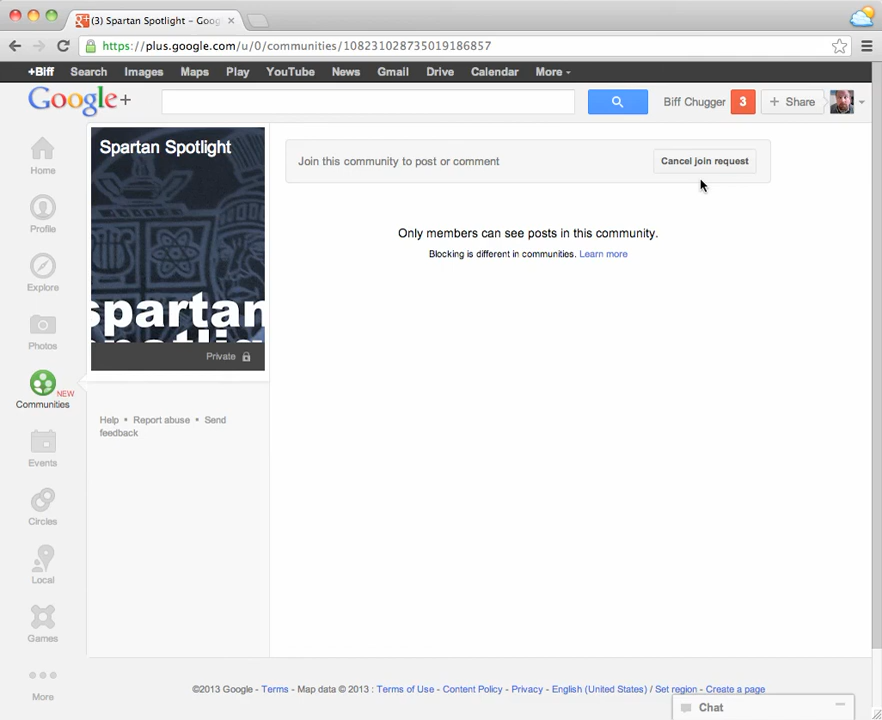 (3) Spartan Spotlight – Goog
https://plus.google.com/u/0/communities/108231028735019186857
+Biff Search Images Maps Play YouTube News Gmail Drive Calendar More
Google+
Biff Chugger 3 + Share
Home
Profile
Explore
Photos
NEW
Communities
Events
Circles
Local
Games
More
Spartan Spotlight
spartan
Private
Help • Report abuse • Send
feedback
Join this community to post or comment
Cancel join request
Only members can see posts in this community.
Blocking is different in communities. Learn more
©2013 Google - Terms - Map data © 2013 : Terms of Use - Content Policy - Privacy - English (United States) / Set region - Create a page
Chat